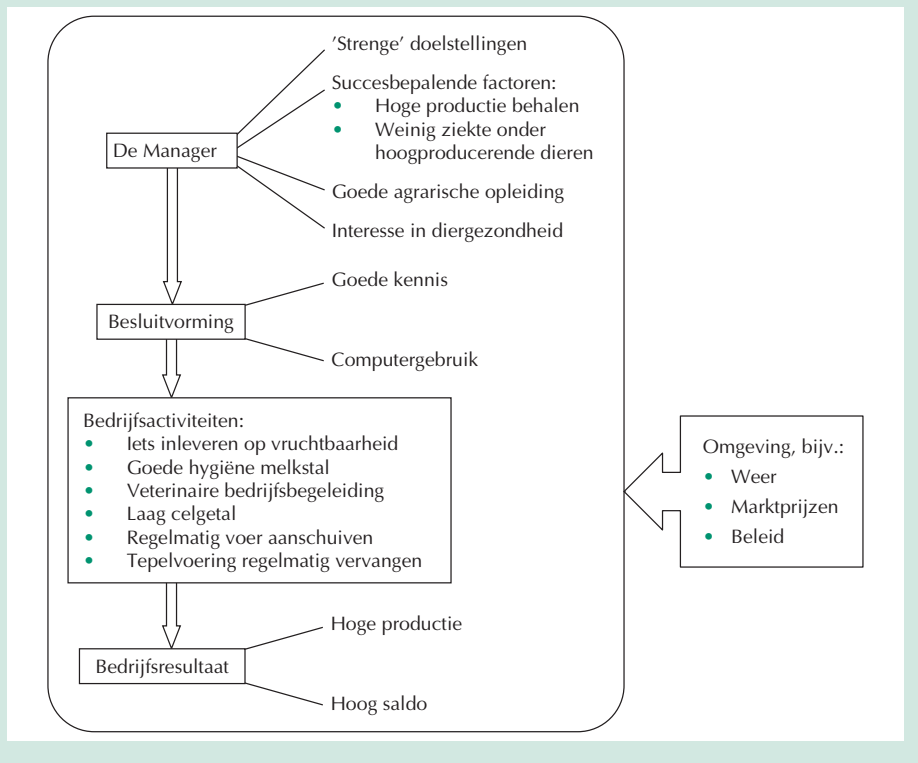 'Strenge' doelstellingen
Succesbepalende factoren:
• Hoge productie behalen
• Weinig ziekte onder
hoogproducerende dieren
De Manager
Goede agrarische opleiding
Interesse in diergezondheid
Goede kennis
Besluitvorming
Computergebruik
Bedrijfsactiviteiten:
• Iets inleveren op vruchtbaarheid
• Goede hygiëne melkstal
• Veterinaire bedrijfsbegeleiding
• Laag celgetal
• Regelmatig voer aanschuiven
• Tepelvoering regelmatig vervangen
Omgeving, bijv.:
• Weer
• Marktprijzen
• Beleid
Hoge productie
Bedrijfsresultaat
Hoog saldo